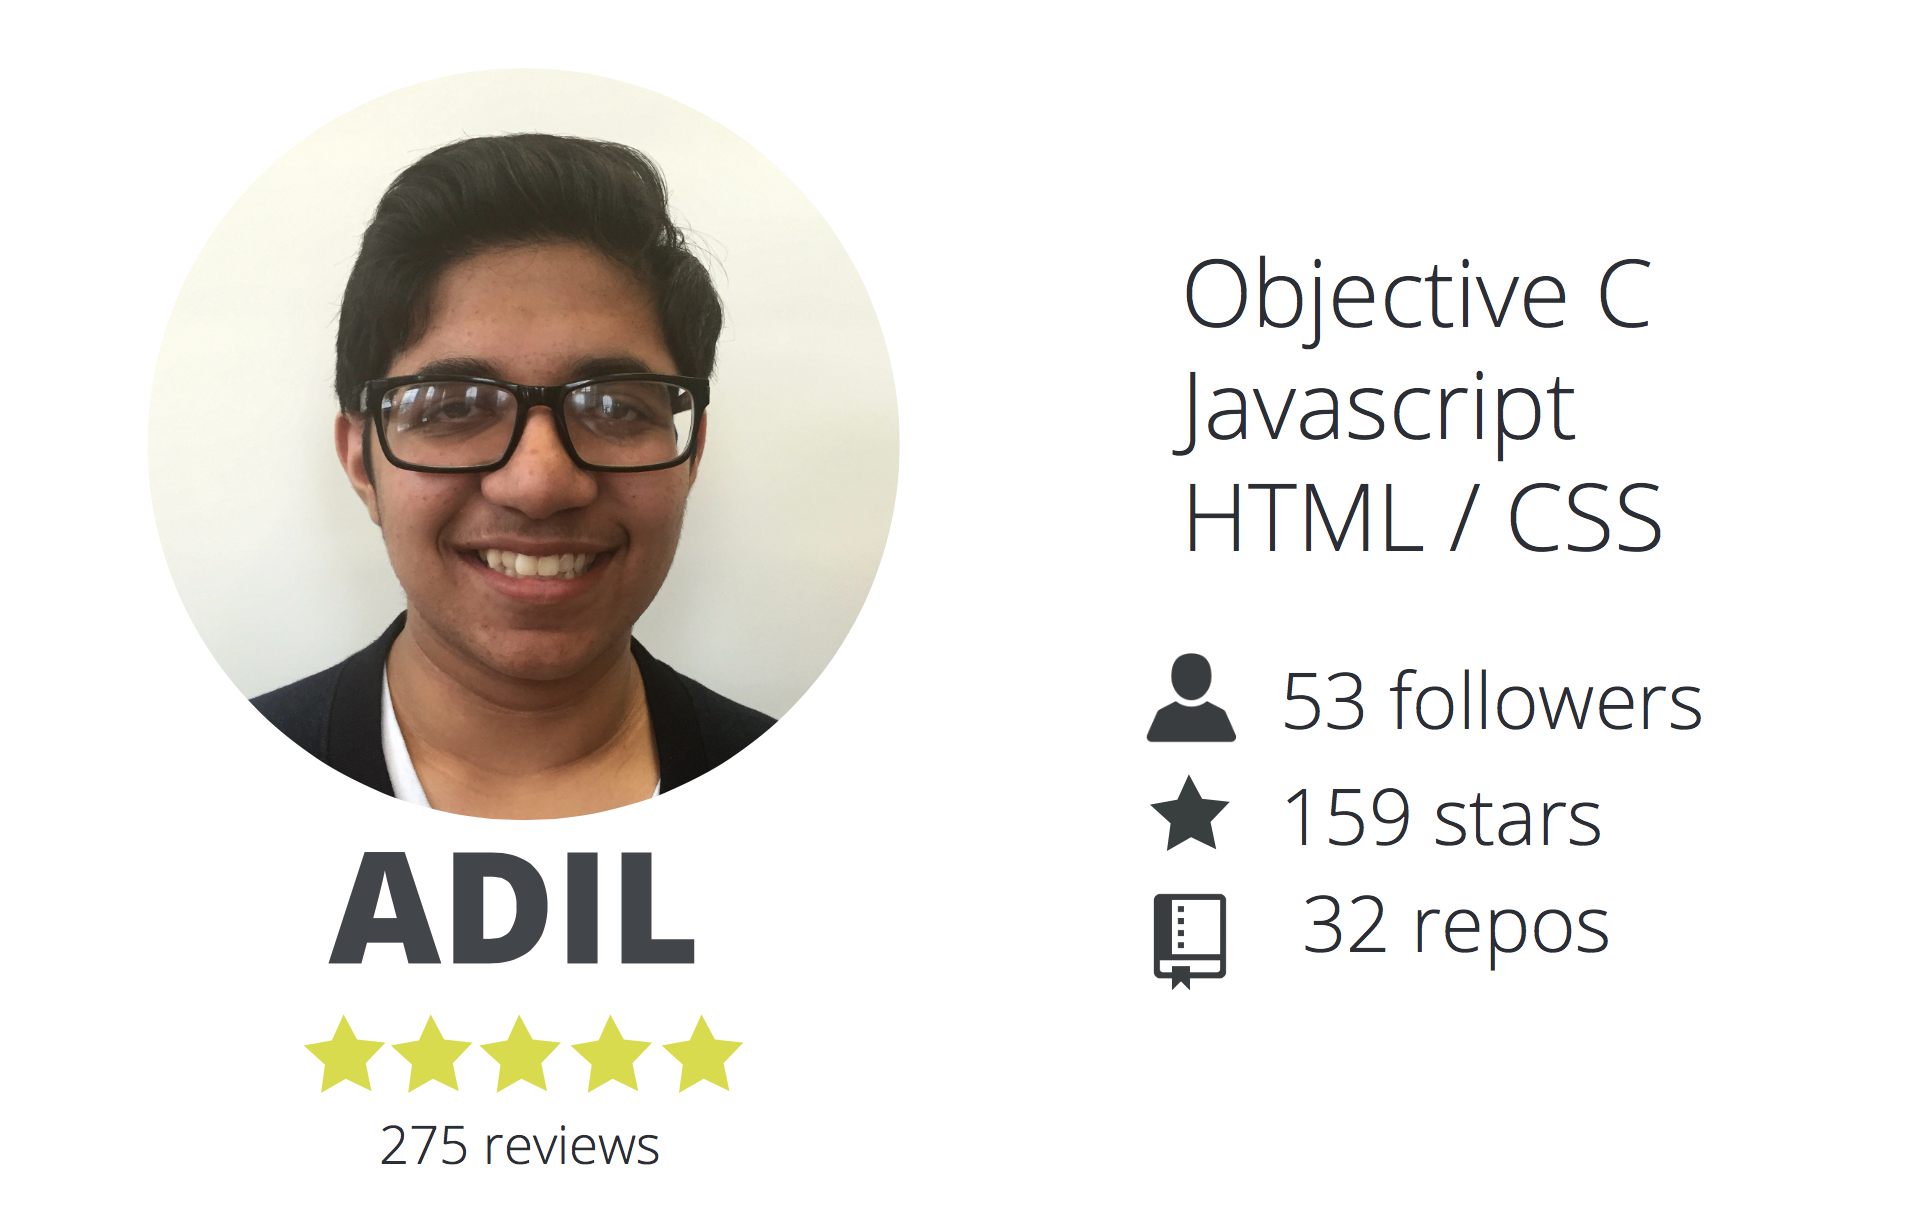 ADIL
275 reviews
Objective C
Javascript
HTML / CSS
53 followers
159 stars
32 repos